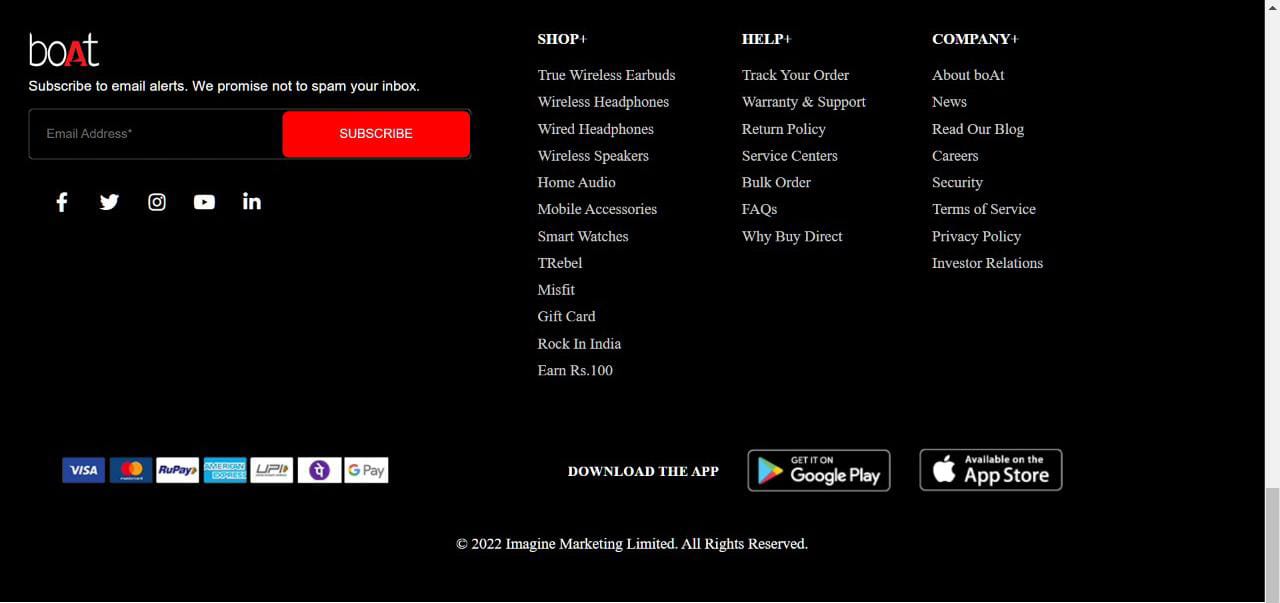 boAt
Subscribe to email alerts. We promise not to spam your inbox.
Email Address*
SUBSCRIBE
SHOP+
True Wireless Earbuds
Wireless Headphones
Wired Headphones
Wireless Speakers
Home Audio
Mobile Accessories
Smart Watches
TRebel
Misfit
Gift Card
Rock In India
Earn Rs.100
HELP+
Track Your Order
Warranty & Support
Return Policy
Service Centers
Bulk Order
FAQs
Why Buy Direct
COMPANY+
About boAt
News
Read Our Blog
Careers
Security
Terms of Service
Privacy Policy
Investor Relations
VISA
mastercard
RuPay
AMERICAN EXPRESS
UPI
G Pay
DOWNLOAD THE APP
GET IT ON
Google Play
Available on the
App Store
© 2022 Imagine Marketing Limited. All Rights Reserved.